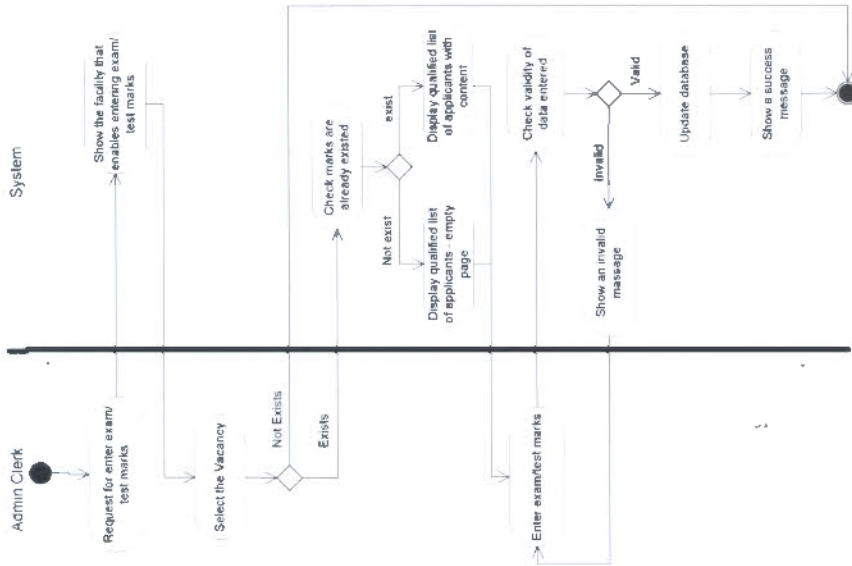 Admin Clerk
System
Request for enter exam/
test marks
Show the facility that
enables entering exam/
test marks
Select the Vacancy
Not Exists
Exists
Check marks are
already existed
Not exist
exist
Display qualified list
of applicants - empty
page
Display qualified list
of applicants with
content
Enter exam/test marks
Check validity of
data entered
Invalid
Valid
Show an invalid
massage
Update database
Show a success
message